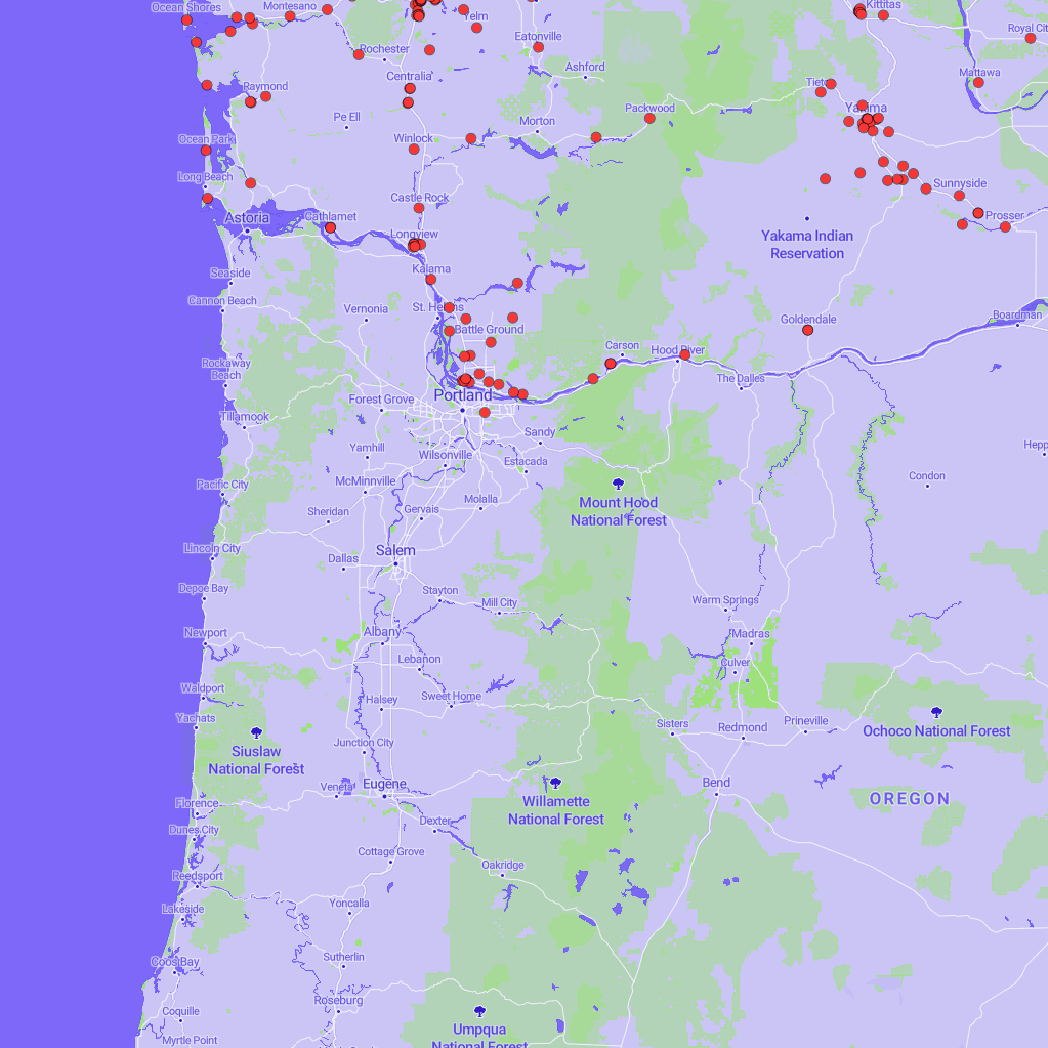 Ocean Shores
Montesano
Yelm
Kittitas
Royal Cit
Rochester
Eatonville
Ashford
Mattawa
Centralia
Raymond
Tieton
Packwood
Yakima
Pe Ell
Morton
Winlock
Ocean Park
Long Beach
Sunnyside
Castle Rock
Astoria
Cathlamet
Prosser
Longview
Yakama Indian
Reservation
Kalama
Seaside
Cannon Beach
Vernonia
St. Helens
Goldendale
Boardman
Battle Ground
Carson
Hood River
Rockaway
Beach
The Dalles
Portland
Forest Grove
Tillamook
Sandy
Yamhill
Wilsonville
Estacada
Hepp
McMinnville
Pacific City
Condon
Molalla
Gervais
Sheridan
Mount Hood
National Forest
Lincoln City
Salem
Dallas
Depoe Bay
Stayton
Mill City
Warm Springs
Newport
Albany
Madras
Lebanon
Culver
Waldport
Halsey
Sweet Home
Yachats
Sisters
Redmond
Prineville
Ochoco National Forest
Siuslaw
National Forest
Junction City
Veneta
Eugene
Bend
Willamette
National Forest
OREGON
Florence
Dunes City
Dexter
Cottage Grove
Oakridge
Reedsport
Yoncalla
Lakeside
Sutherlin
Coos Bay
Roseburg
Coquille
Umpqua
National Forest
Myrtle Point